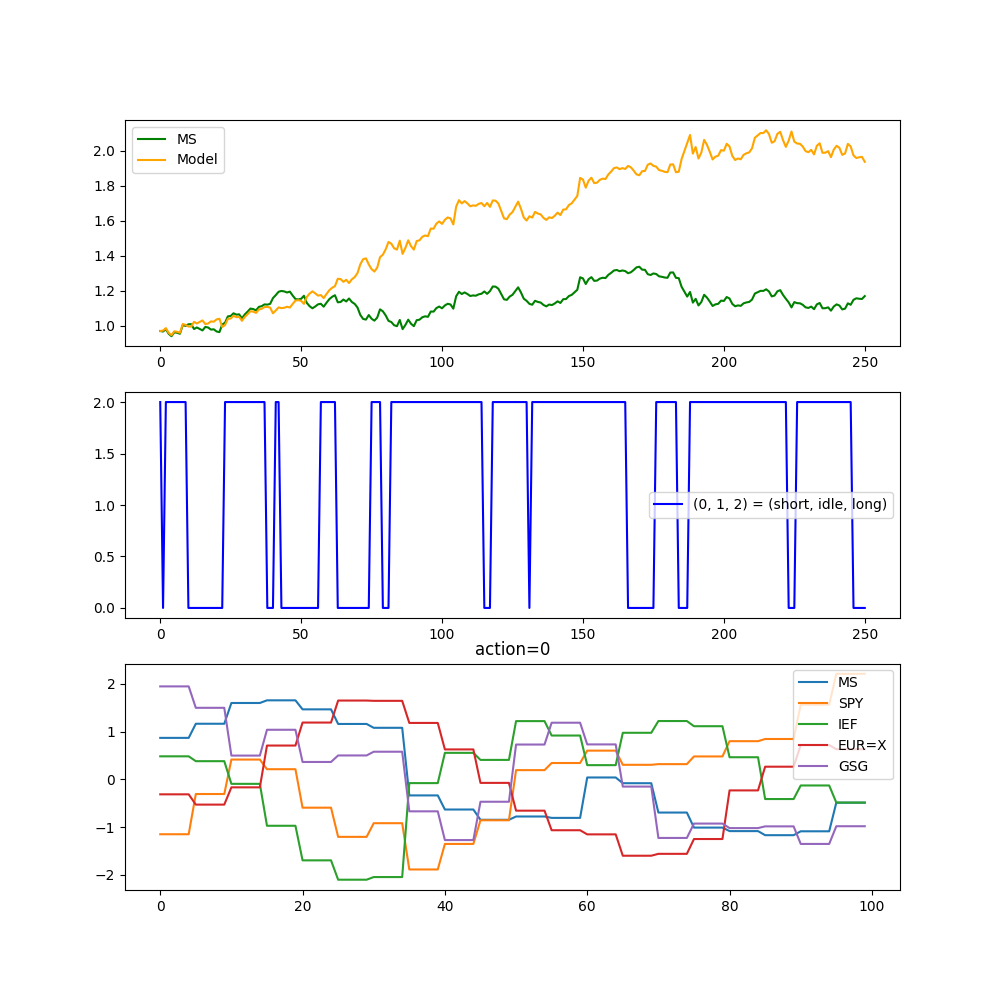 2.0
1.8
1.6
1.4
1.2
1.0
MS
Model
0 50 100 150 200 250
2.0
1.5
1.0
0.5
0.0
(0, 1, 2) = (short, idle, long)
0 50 100 150 200 250
action=0
2
1
0
−1
−2
MS
SPY
IEF
EUR=X
GSG
0 20 40 60 80 100